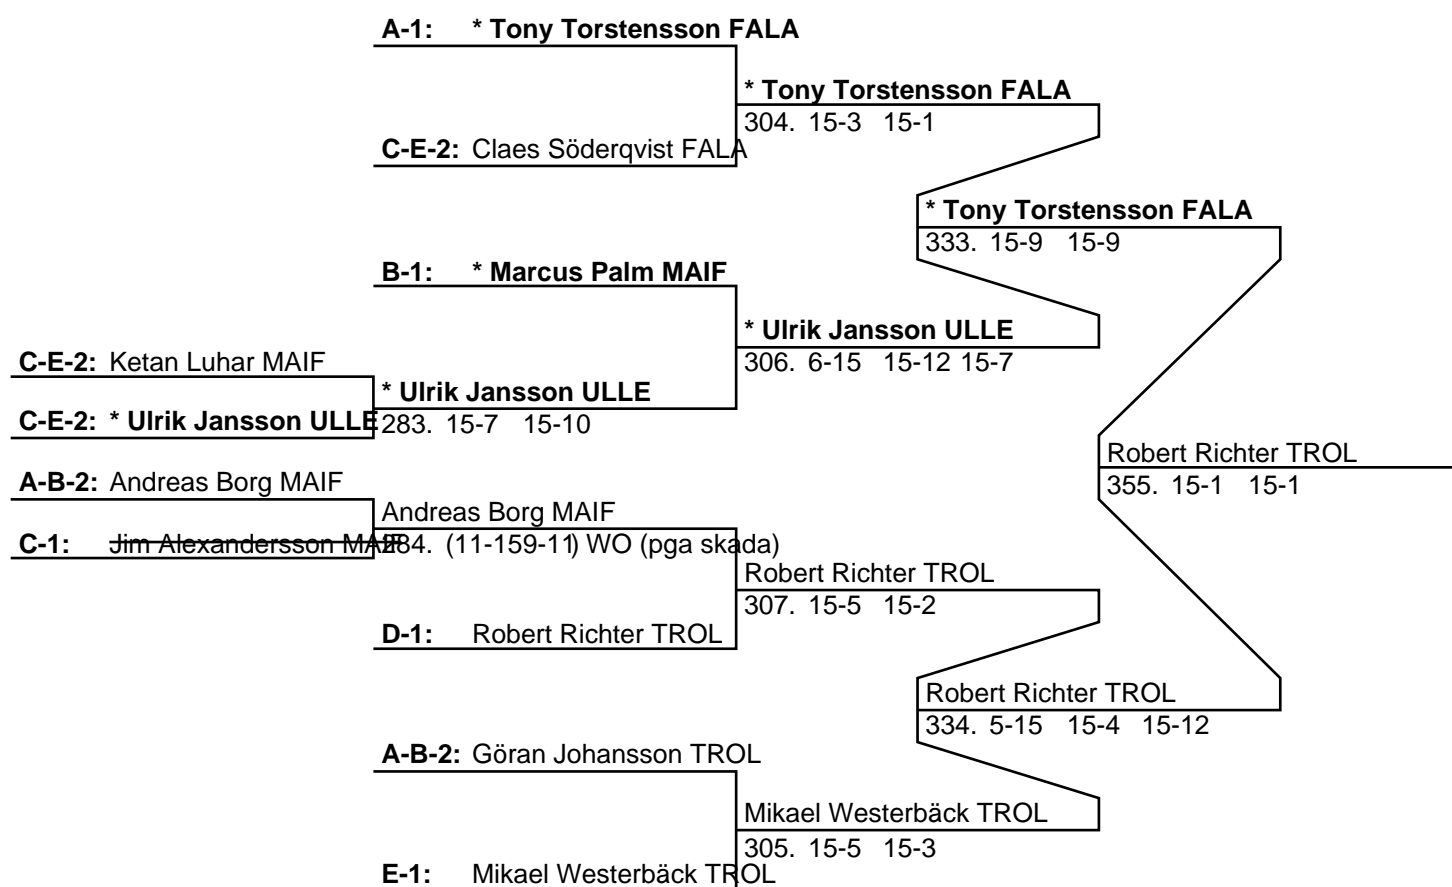 A-1: * Tony Torstensson FALA
* Tony Torstensson FALA
304. 15-3 15-1
C-E-2: Claes Söderqvist FALA
* Tony Torstensson FALA
333. 15-9 15-9
B-1: * Marcus Palm MAIF
* Ulrik Jansson ULLE
306. 6-15 15-12 15-7
C-E-2: Ketan Luhar MAIF
* Ulrik Jansson ULLE
283. 15-7 15-10
C-E-2: * Ulrik Jansson ULLE
Robert Richter TROL
355. 15-1 15-1
A-B-2: Andreas Borg MAIF
Andreas Borg MAIF
284. (11-159-11) WO (pga skada)
C-1: Jim Alexandersson MAIF
Robert Richter TROL
307. 15-5 15-2
D-1: Robert Richter TROL
Robert Richter TROL
334. 5-15 15-4 15-12
A-B-2: Göran Johansson TROL
Mikael Westerbäck TROL
305. 15-5 15-3
E-1: Mikael Westerbäck TROL